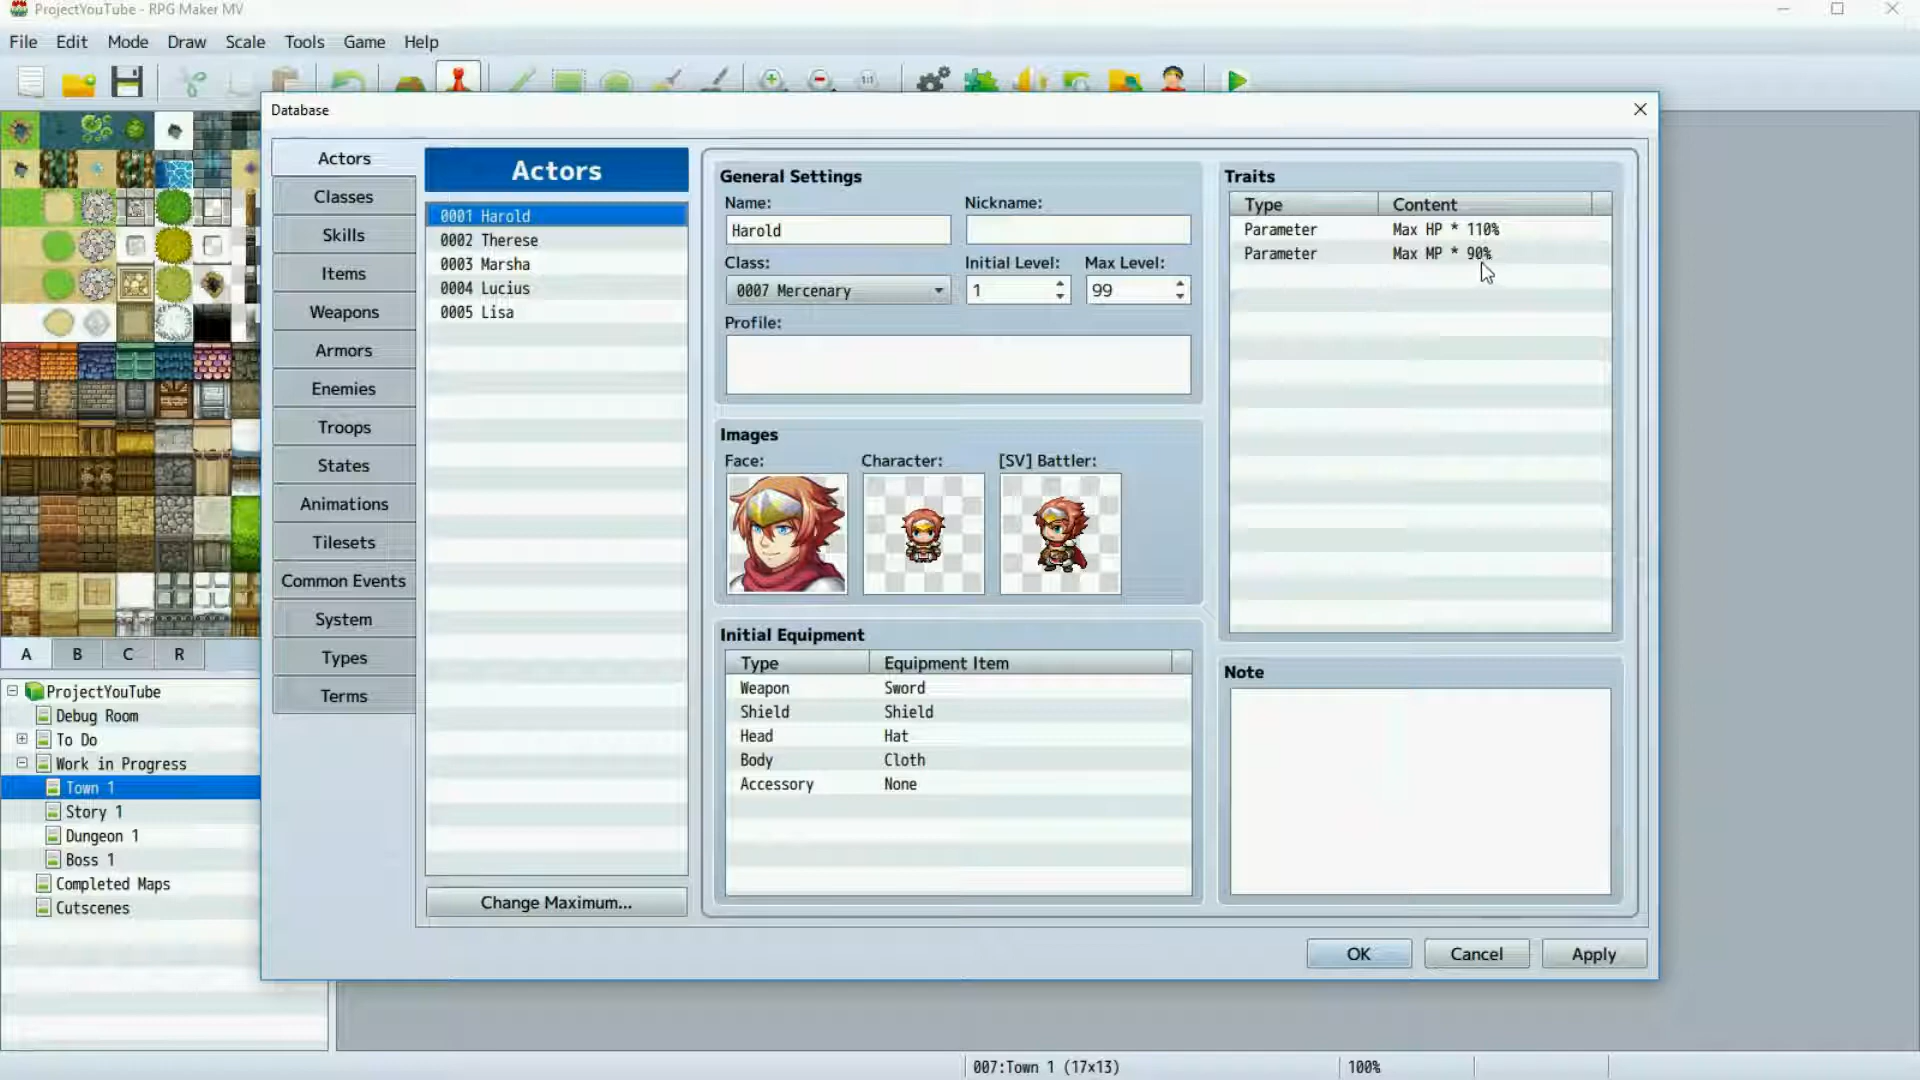 ProjectYouTube - RPG Maker MV
File Edit Mode Draw Scale Tools Game Help
1:1
Database
Actors
Classes
Skills
Items
Weapons
Armors
Enemies
Troops
States
Animations
Tilesets
Common Events
System
Types
Terms
Actors
0001 Harold
0002 Therese
0003 Marsha
0004 Lucius
0005 Lisa
Change Maximum...
General Settings
Name: Nickname:
Harold
Class: Initial Level: Max Level:
0007 Mercenary 1 99
Profile:
Images
Face: Character: [SV] Battler:
Initial Equipment
Type Equipment Item
Weapon Sword
Shield Shield
Head Hat
Body Cloth
Accessory None
Traits
Type Content
Parameter Max HP * 110%
Parameter Max MP * 90%
Note
OK Cancel Apply
A B C R
ProjectYouTube
Debug Room
To Do
Work in Progress
Town 1
Story 1
Dungeon 1
Boss 1
Completed Maps
Cutscenes
007:Town 1 (17x13) 100%